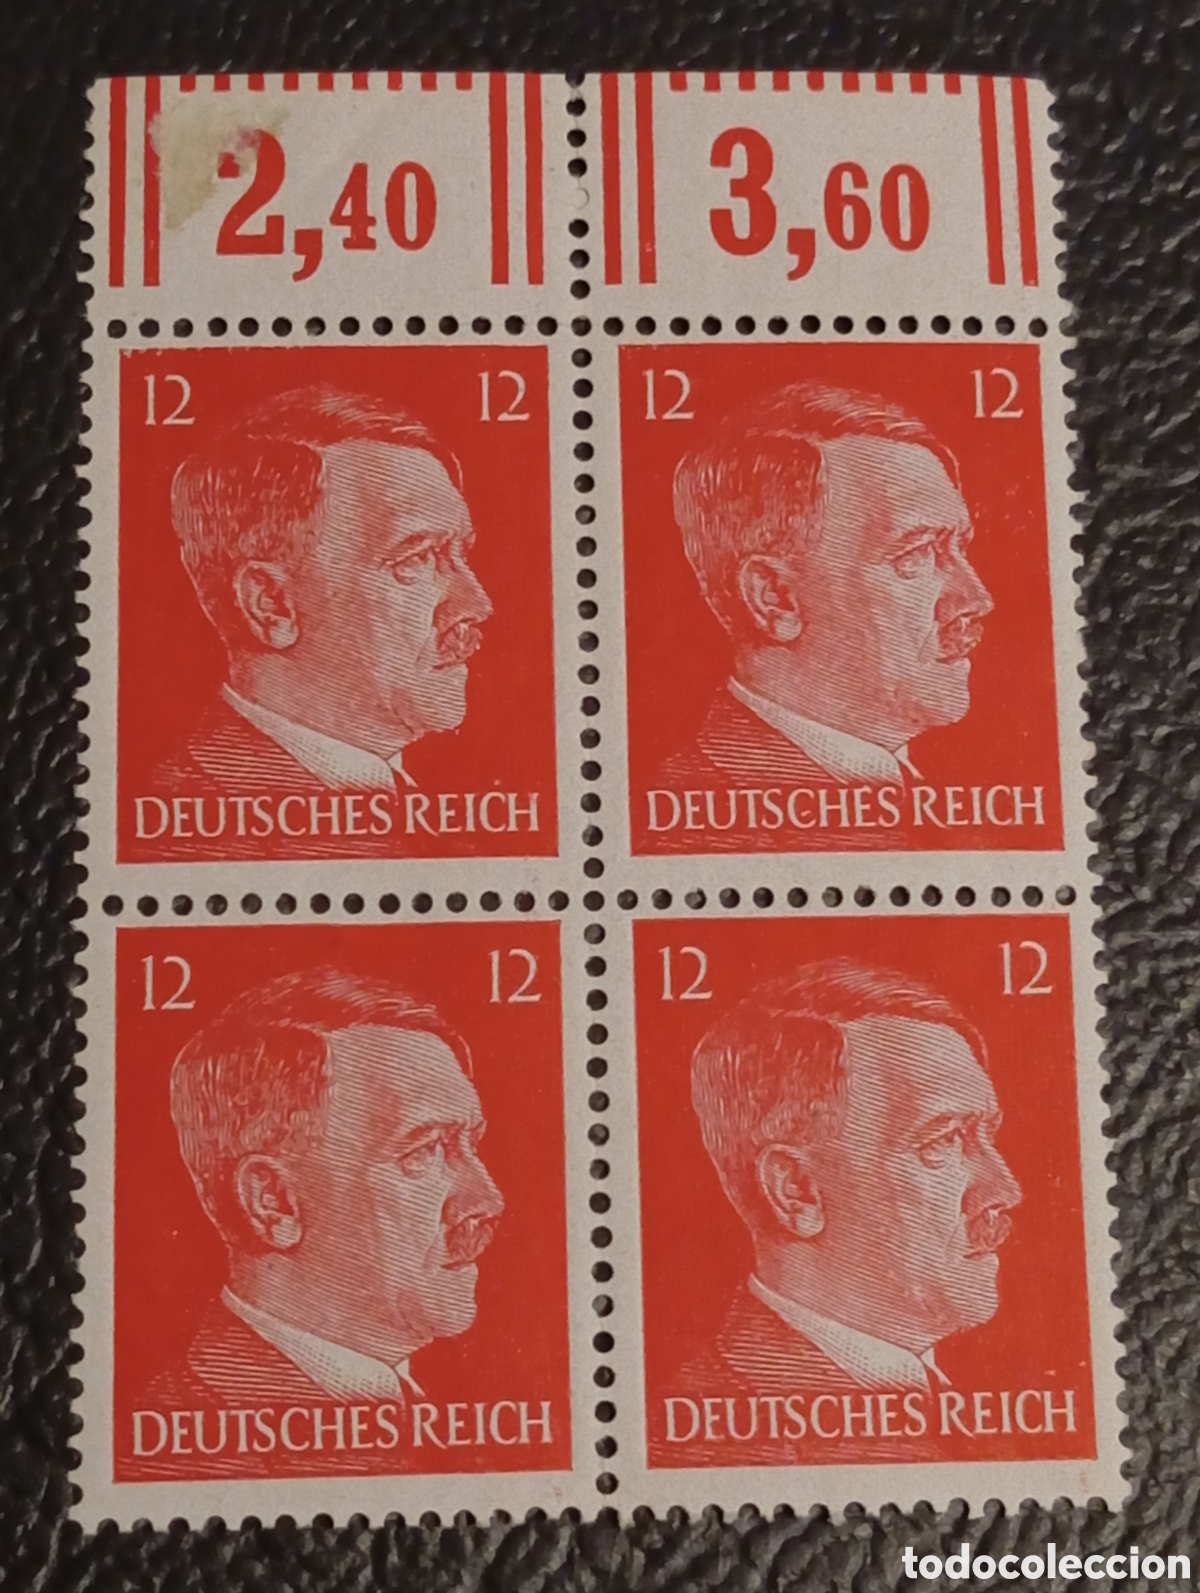 2,40 3,60
12 12 12 12
DEUTSCHES REICH DEUTSCHES REICH
12 12 12 12
DEUTSCHES REICH DEUTSCHES REICH
todocoleccion